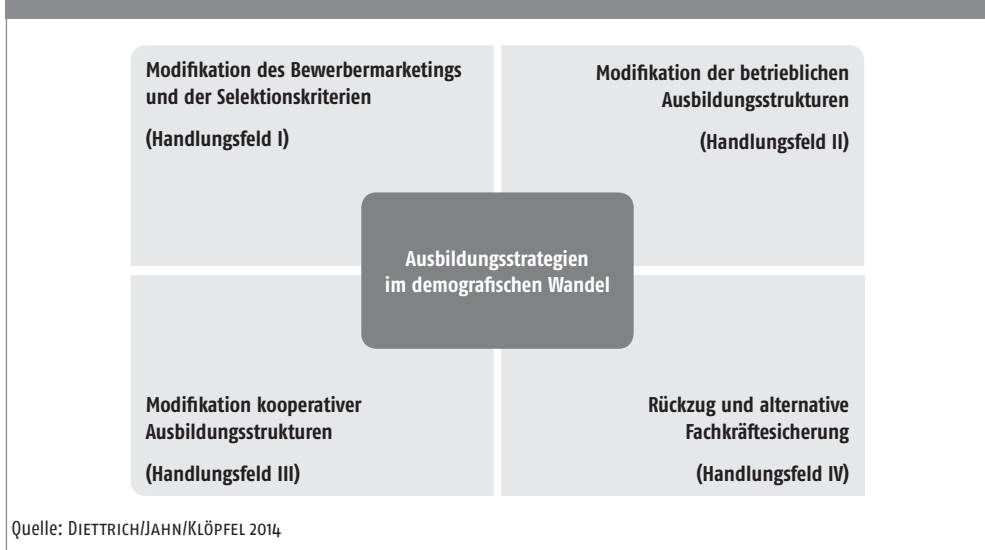 Modifikation des Bewerbermarketings
und der Selektionskriterien
(Handlungsfeld I)
Modifikation der betrieblichen
Ausbildungsstrukturen
(Handlungsfeld II)
Ausbildungsstrategien
im demografischen Wandel
Modifikation kooperativer
Ausbildungsstrukturen
(Handlungsfeld III)
Rückzug und alternative
Fachkräftesicherung
(Handlungsfeld IV)
Quelle: DIETTRICH/JAHN/KLÖPFEL 2014